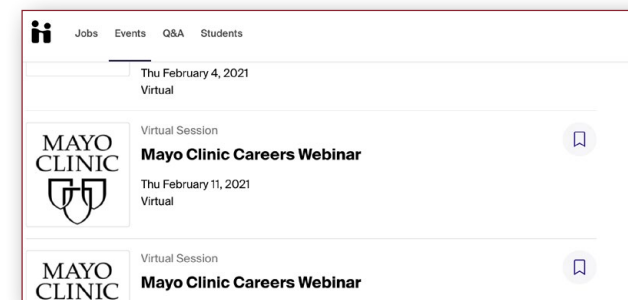 Jobs Events Q&A Students
Thu February 4, 2021
Virtual
MAYO
CLINIC
Virtual Session
Mayo Clinic Careers Webinar
Thu February 11, 2021
Virtual
MAYO
CLINIC
Virtual Session
Mayo Clinic Careers Webinar